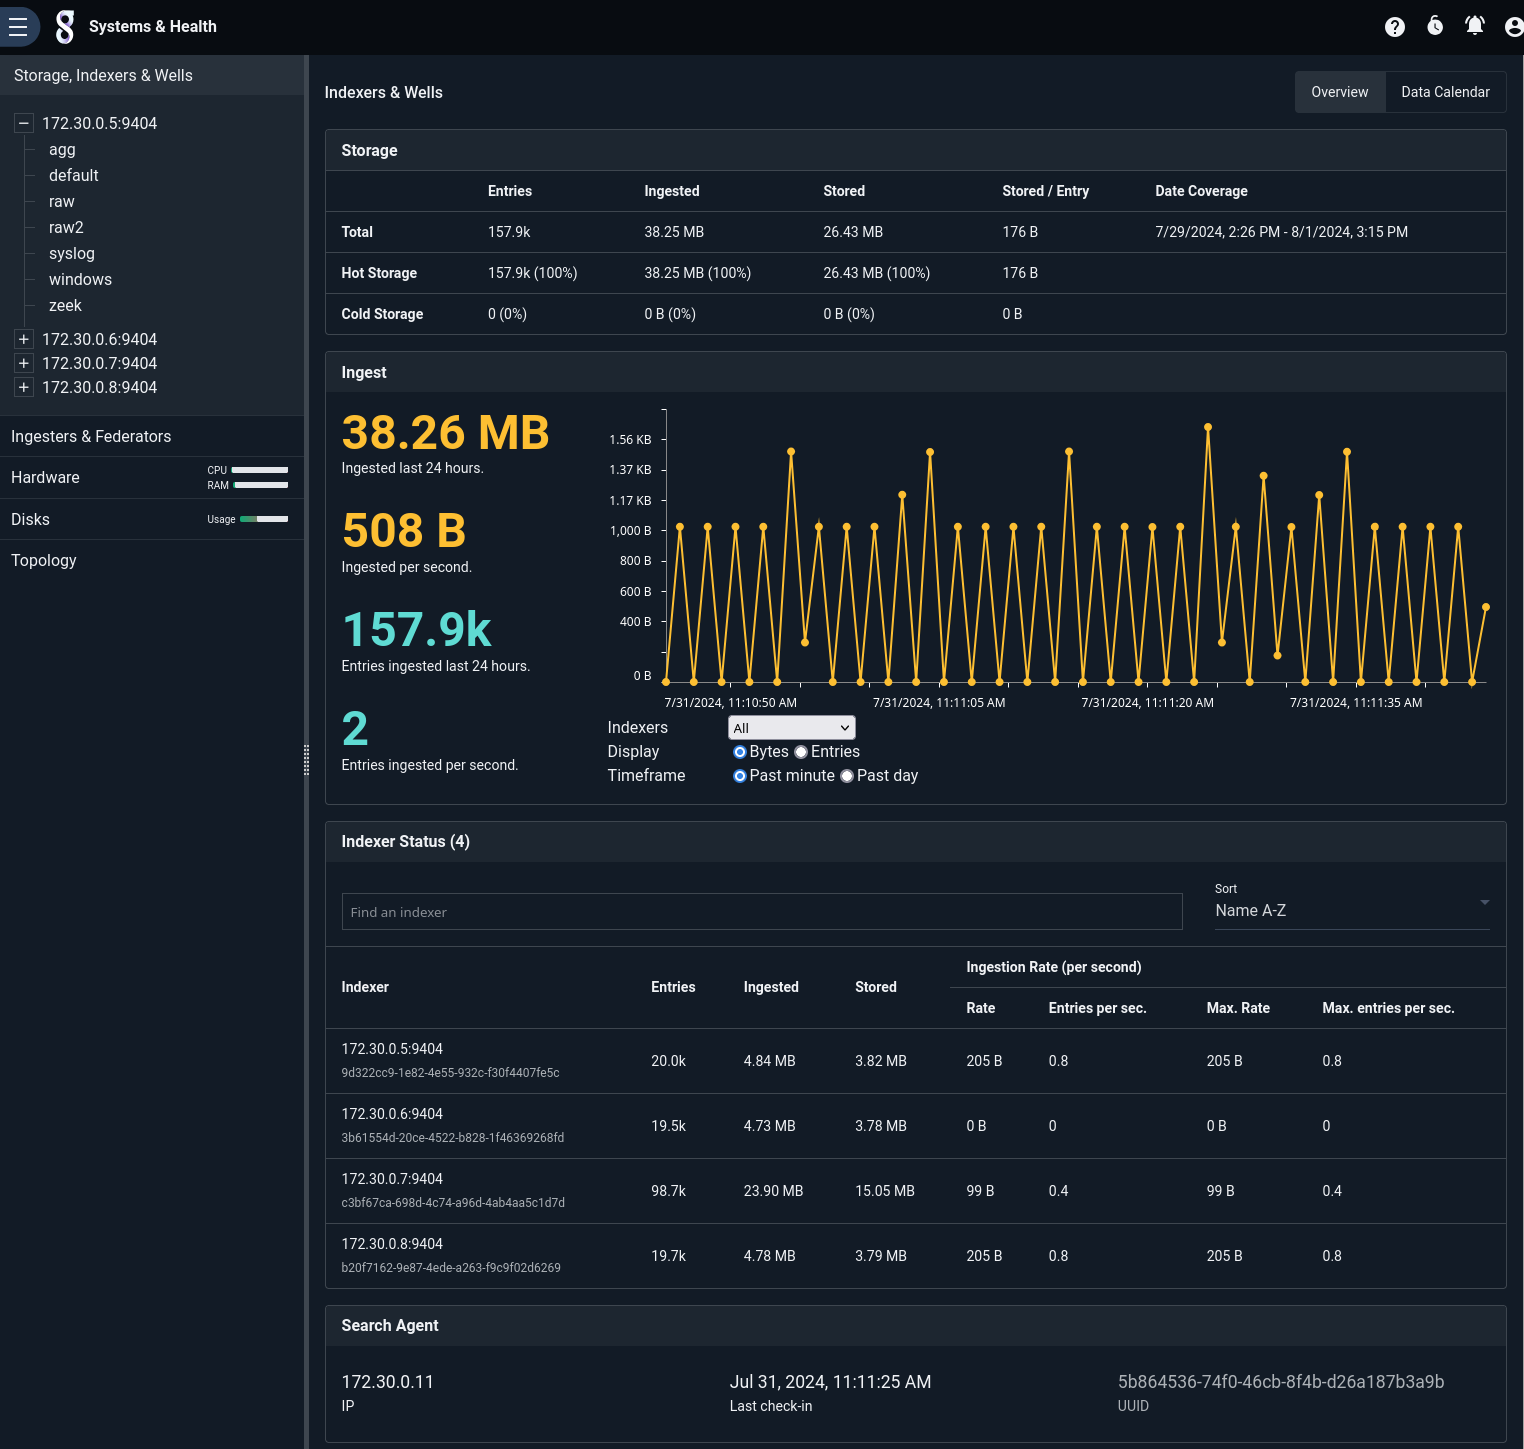 Systems & Health
Storage, Indexers & Wells
172.30.0.5:9404
agg
default
raw
raw2
syslog
windows
zeek
172.30.0.6:9404
172.30.0.7:9404
172.30.0.8:9404
Ingesters & Federators
Hardware
CPU
RAM
Disks
Usage
Topology
Indexers & Wells
Overview
Data Calendar
Storage
Entries Ingested Stored Stored / Entry Date Coverage
Total 157.9k 38.25 MB 26.43 MB 176 B 7/29/2024, 2:26 PM - 8/1/2024, 3:15 PM
Hot Storage 157.9k (100%) 38.25 MB (100%) 26.43 MB (100%) 176 B
Cold Storage 0 (0%) 0 B (0%) 0 B (0%) 0 B
Ingest
38.26 MB
Ingested last 24 hours.
508 B
Ingested per second.
157.9k
Entries ingested last 24 hours.
2
Entries ingested per second.
1.56 KB
1.37 KB
1.17 KB
1,000 B
800 B
600 B
400 B
0 B
7/31/2024, 11:10:50 AM 7/31/2024, 11:11:05 AM 7/31/2024, 11:11:20 AM 7/31/2024, 11:11:35 AM
Indexers All
Display Bytes Entries
Timeframe Past minute Past day
Indexer Status (4)
Find an indexer
Sort
Name A-Z
Ingestion Rate (per second)
Indexer Entries Ingested Stored
Rate Entries per sec. Max. Rate Max. entries per sec.
172.30.0.5:9404
9d322cc9-1e82-4e55-932c-f30f4407fe5c
20.0k 4.84 MB 3.82 MB 205 B 0.8 205 B 0.8
172.30.0.6:9404
3b61554d-20ce-4522-b828-1f46369268fd
19.5k 4.73 MB 3.78 MB 0 B 0 0 B 0
172.30.0.7:9404
c3bf67ca-698d-4c74-a96d-4ab4aa5c1d7d
98.7k 23.90 MB 15.05 MB 99 B 0.4 99 B 0.4
172.30.0.8:9404
b20f7162-9e87-4ede-a263-f9c9f02d6269
19.7k 4.78 MB 3.79 MB 205 B 0.8 205 B 0.8
Search Agent
172.30.0.11 Jul 31, 2024, 11:11:25 AM 5b864536-74f0-46cb-8f4b-d26a187b3a9b
IP Last check-in UUID